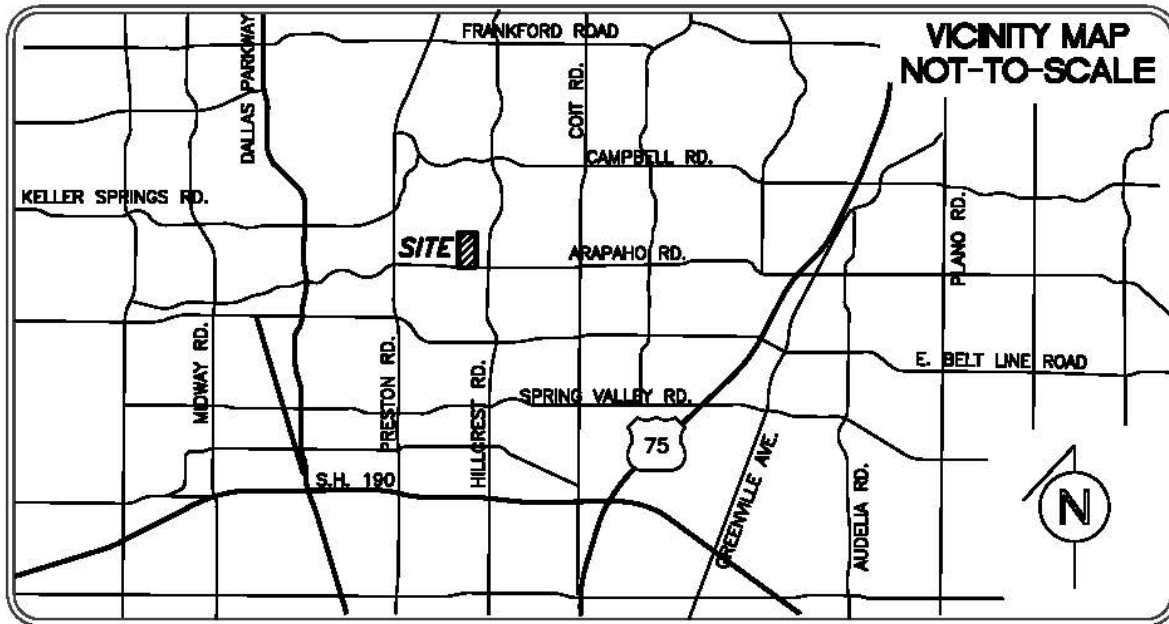 FRANKFORD ROAD
VICINITY MAP
NOT-TO-SCALE
DALLAS PARKWAY
COIT RD.
CAMPBELL RD.
KELLER SPRINGS RD.
SITE
ARAPAHO RD.
PLANO RD.
MIDWAY RD.
PRESTON RD.
HILLCREST RD.
E. BELT LINE ROAD
SPRING VALLEY RD.
75
S.H. 190
GREENVILLE AVE.
AUDELIA RD.
N